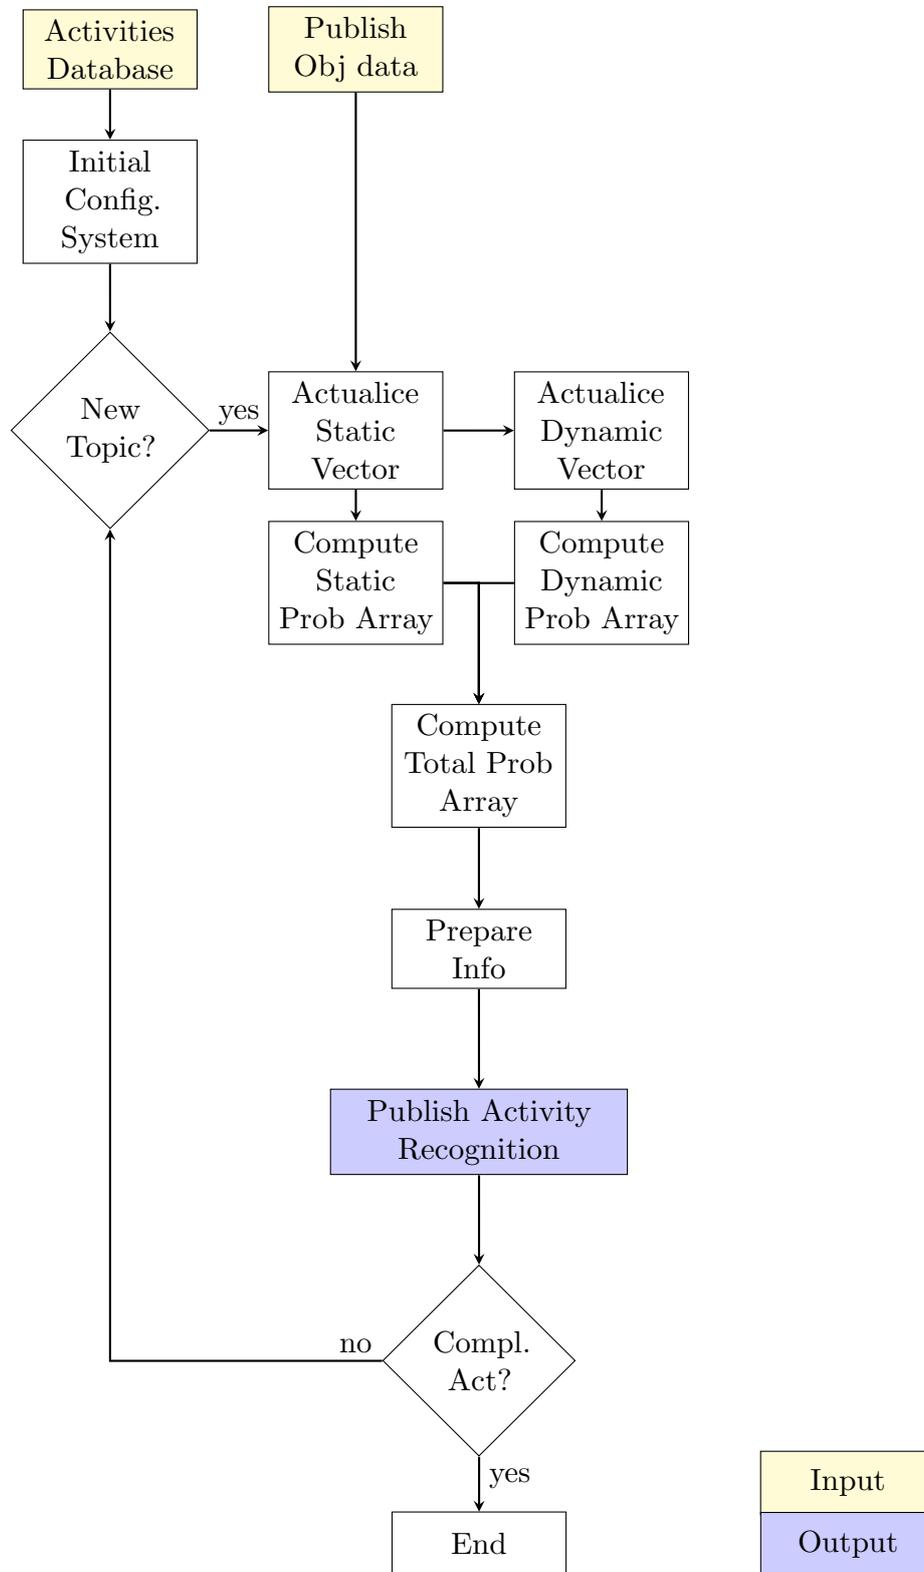 Activities
Database
Publish
Obj data
Initial
Config.
System
New
Topic?
yes
Actualice
Static
Vector
Actualice
Dynamic
Vector
Compute
Static
Prob Array
Compute
Dynamic
Prob Array
Compute
Total Prob
Array
Prepare
Info
Publish Activity
Recognition
no
Compl.
Act?
yes
End
Input
Output